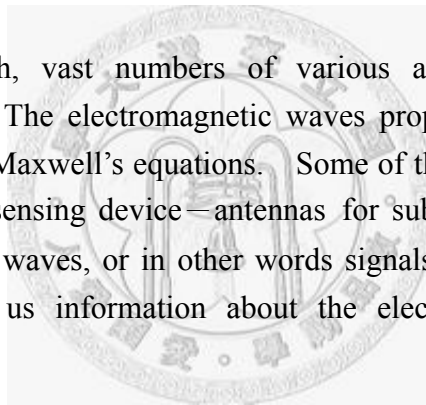 h, vast numbers of various a
The electromagnetic waves prop
Maxwell's equations. Some of th
sensing device—antennas for sub
waves, or in other words signals
us information about the elec